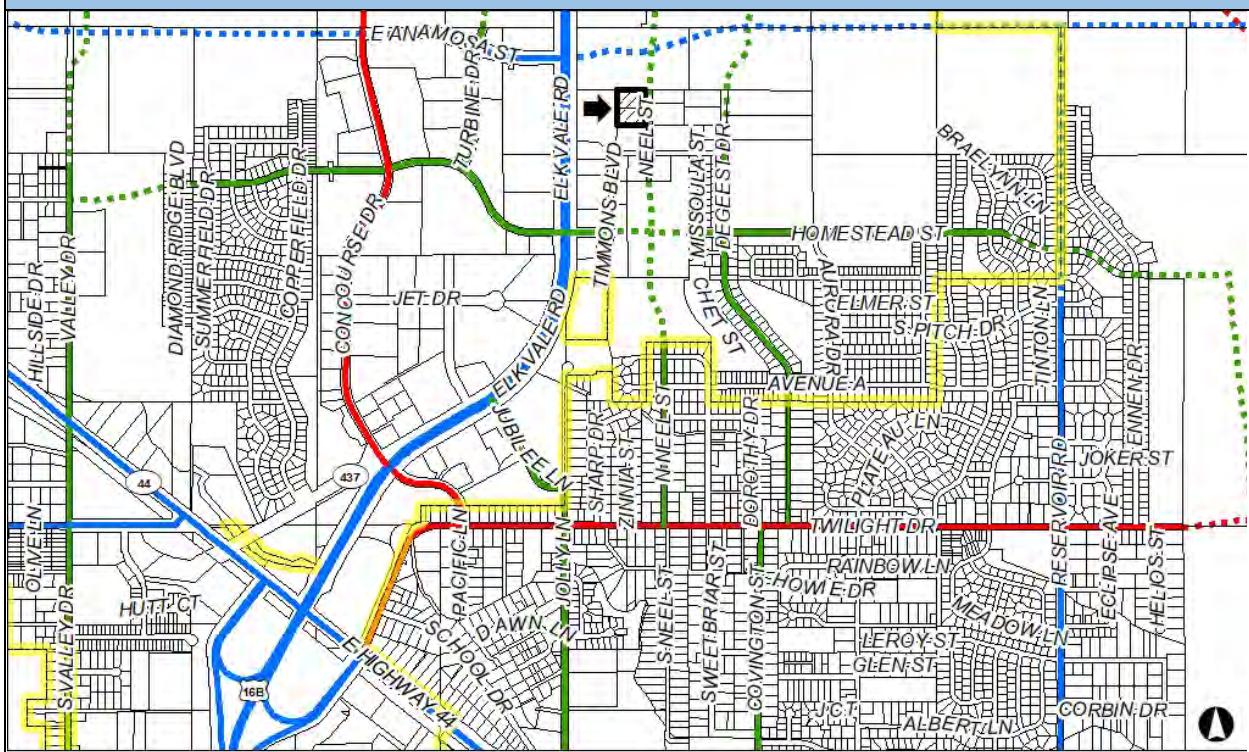 E ANAMOSA ST
TURBINE DR
ELK VALE RD
NEEL ST
TIMMONS BLVD
MISSOULA ST
DEGEST DR
BRAELYNN LN
DIAMOND RIDGE BLVD
SUMMERFIELD DR
COPPERFIELD DR
CONCOURSE DR
HOMESTEAD ST
HILLSIDE DR
VALLEY DR
JET DR
ELK VALE RD
CHET ST
AURORA DR
ELMER ST
S PITCH DR
TINTON LN
ENNEN DR
AVENUE A
JUBILEE LN
SHARP DR
ZINNIA ST
N NEEL ST
DOROTHY DR
PLATEAU LN
JOKER ST
44
437
TWILIGHT DR
OLIVE LN
PACIFIC LN
JOLLY LN
RESERVOIR RD
ECLIPSE AVE
HELIOS ST
RAINBOW LN
HOWIE DR
HUTT CT
SCHOOL DR
DAWN LN
S NEEL ST
SWEETBRIAR ST
COVINGTON ST
MEADOW LN
LEROY ST
GLEN ST
S VALLEY DR
16B
E HIGHWAY 44
J CT
ALBERT LN
CORBIN DR